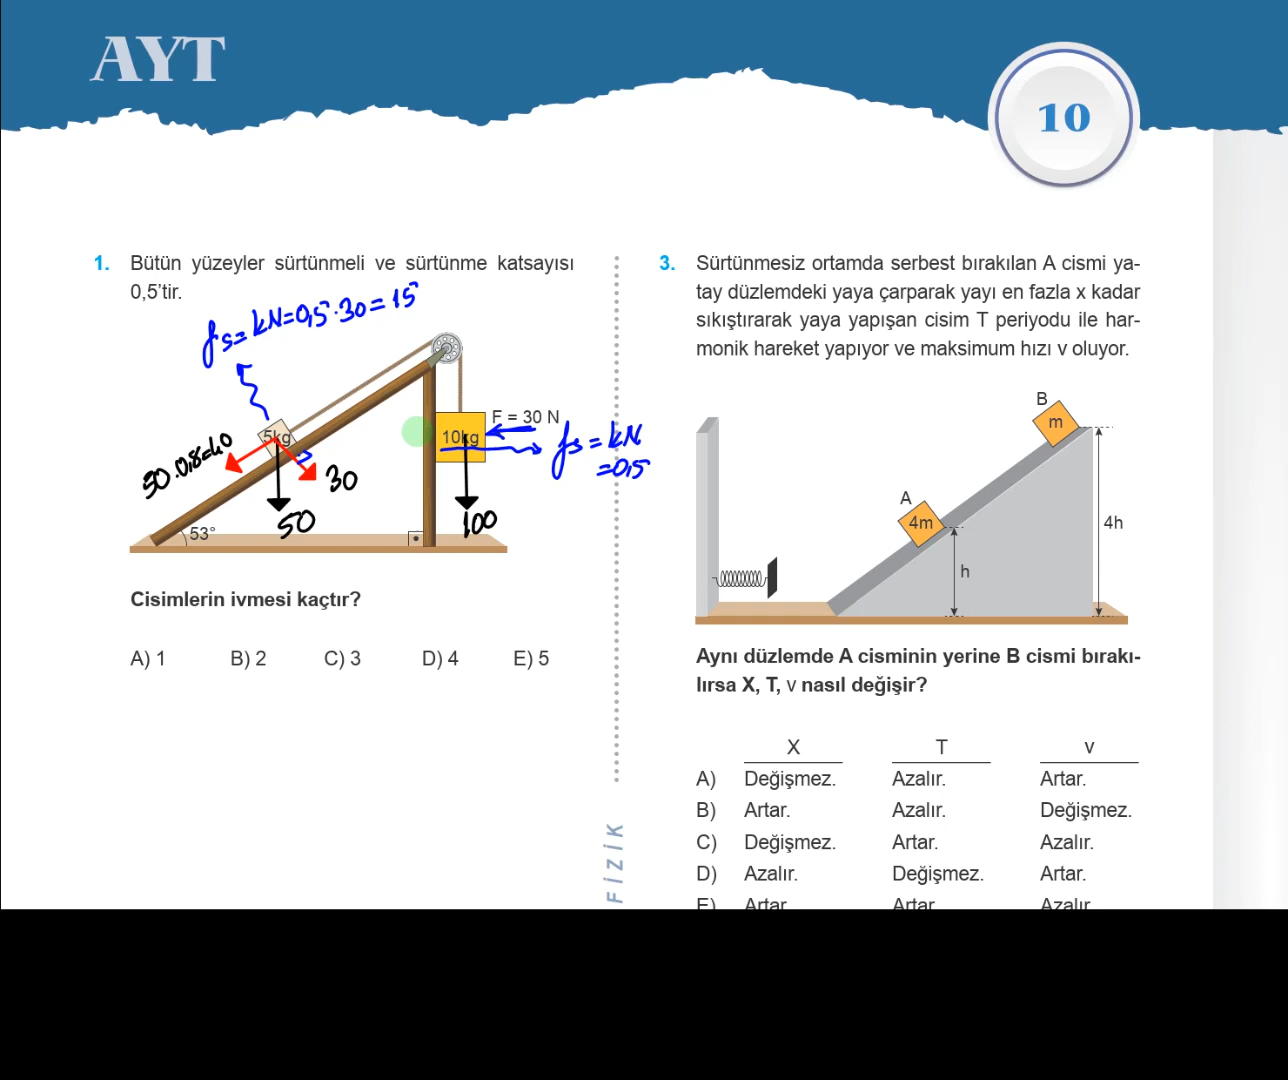 AYT
10
1. Bütün yüzeyler sürtünmeli ve sürtünme katsayısı
0,5'tir.
fs=kN=0,5·30=15
5kg
10kg
F = 30 N
fs=kN
=0,5
50·0,8=40
30
50
100
53°
Cisimlerin ivmesi kaçtır?
A) 1 B) 2 C) 3 D) 4 E) 5
FİZİK
3. Sürtünmesiz ortamda serbest bırakılan A cismi ya-
tay düzlemdeki yaya çarparak yayı en fazla x kadar
sıkıştırarak yaya yapışan cisim T periyodu ile har-
monik hareket yapıyor ve maksimum hızı v oluyor.
B
m
A
4m
4h
h
Aynı düzlemde A cisminin yerine B cismi bırakı-
lırsa X, T, v nasıl değişir?
X T v
A) Değişmez. Azalır. Artar.
B) Artar. Azalır. Değişmez.
C) Değişmez. Artar. Azalır.
D) Azalır. Değişmez. Artar.
E) Artar Artar Azalır